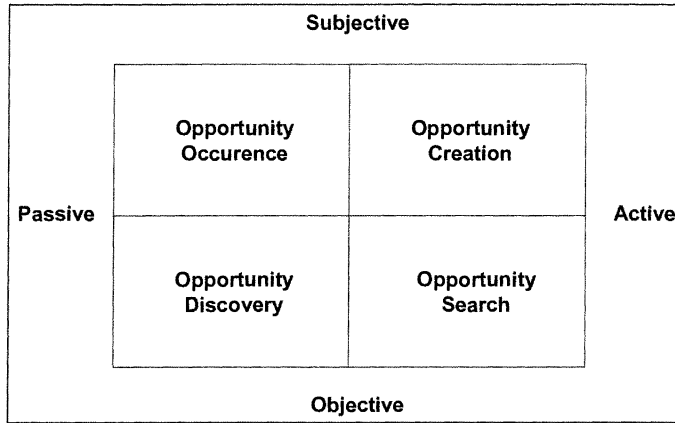 Subjective
Opportunity
Occurence
Opportunity
Creation
Passive
Active
Opportunity
Discovery
Opportunity
Search
Objective